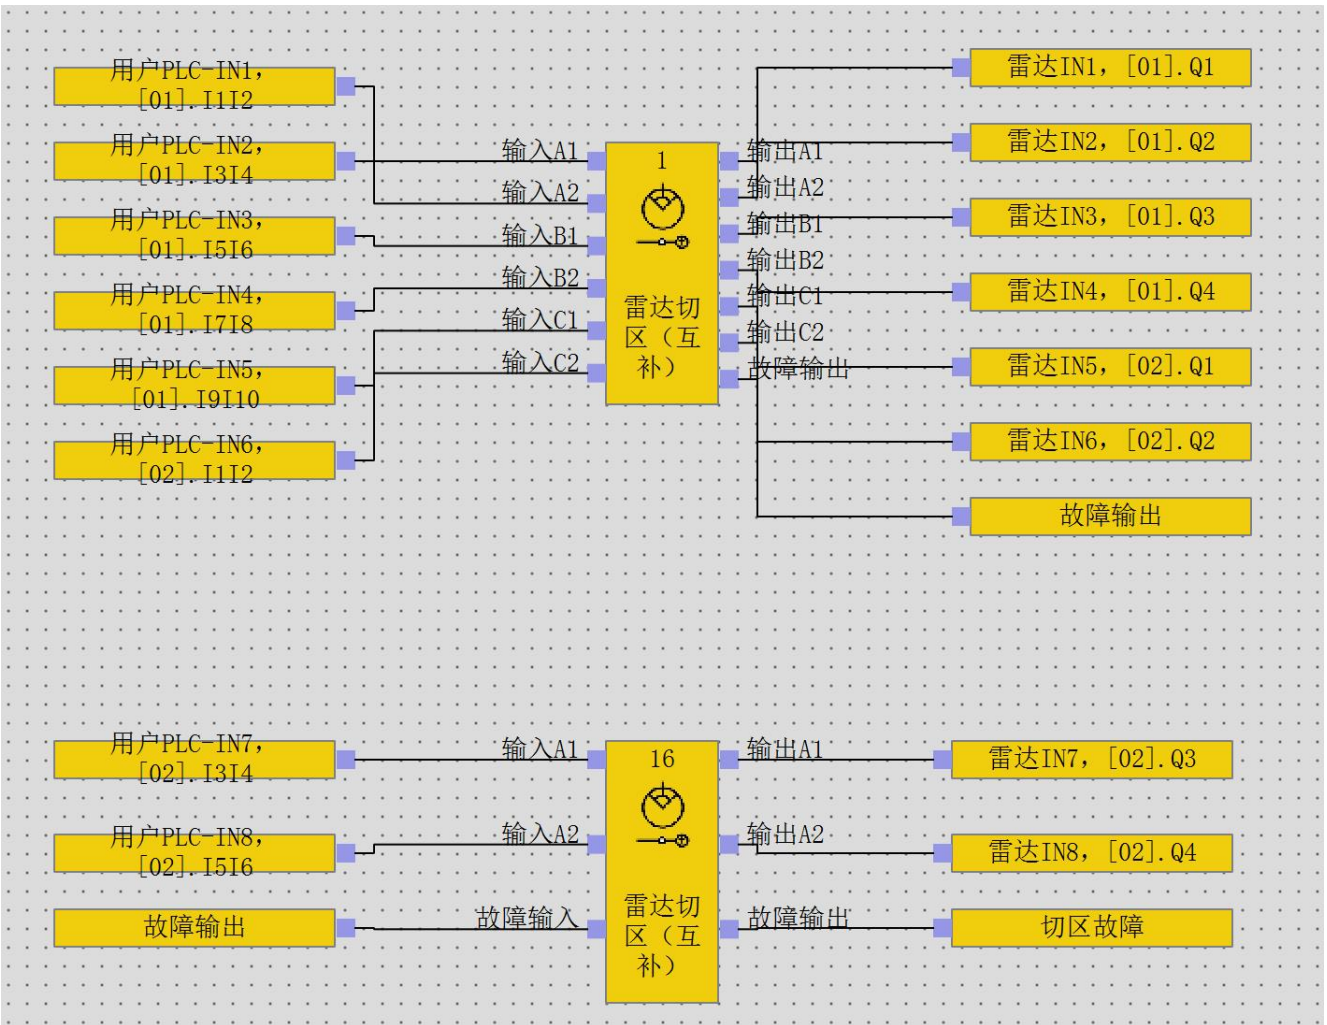 用户PLC-IN1,
[01].I1I2
用户PLC-IN2,
[01].I3I4
用户PLC-IN3,
[01].I5I6
用户PLC-IN4,
[01].I7I8
用户PLC-IN5,
[01].I9I10
用户PLC-IN6,
[02].I1I2
输入A1
输入A2
输入B1
输入B2
输入C1
输入C2
1
雷达切
区（互
补）
输出A1
输出A2
输出B1
输出B2
输出C1
输出C2
故障输出
雷达IN1, [01].Q1
雷达IN2, [01].Q2
雷达IN3, [01].Q3
雷达IN4, [01].Q4
雷达IN5, [02].Q1
雷达IN6, [02].Q2
故障输出
用户PLC-IN7,
[02].I3I4
用户PLC-IN8,
[02].I5I6
故障输出
输入A1
输入A2
故障输入
16
雷达切
区（互
补）
输出A1
输出A2
故障输出
雷达IN7, [02].Q3
雷达IN8, [02].Q4
切区故障